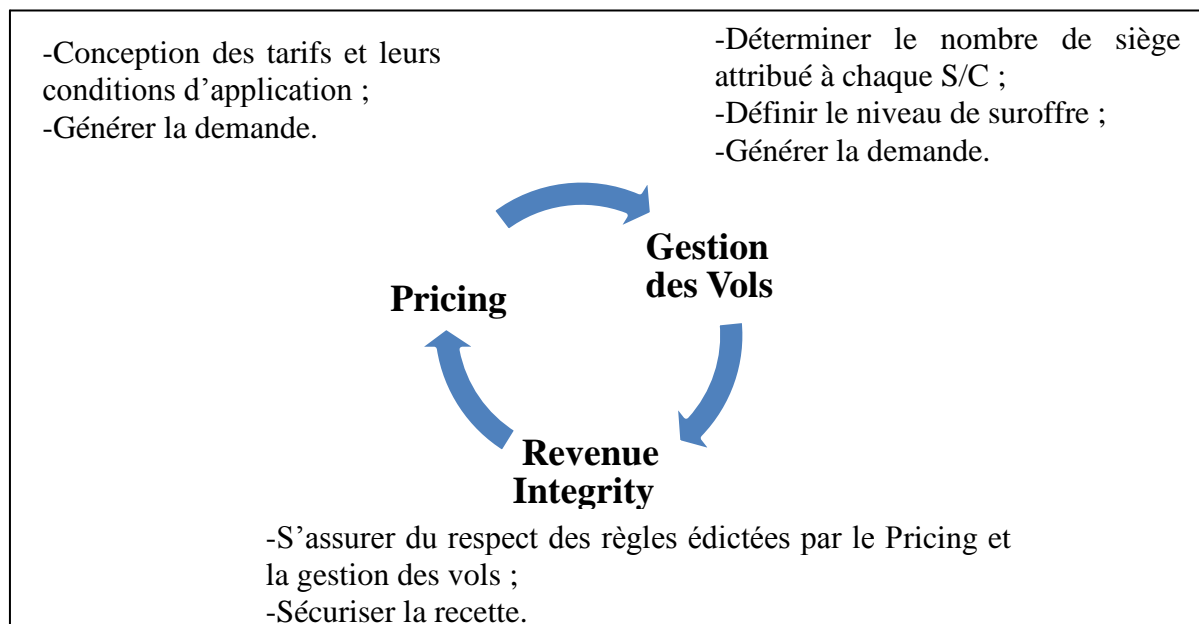 -Conception des tarifs et leurs
conditions d’application ;
-Générer la demande.
-Déterminer le nombre de siège
attribué à chaque S/C ;
-Définir le niveau de suroffre ;
-Générer la demande.
Gestion
des Vols
Pricing
Revenue
Integrity
-S’assurer du respect des règles édictées par le Pricing et
la gestion des vols ;
-Sécuriser la recette.